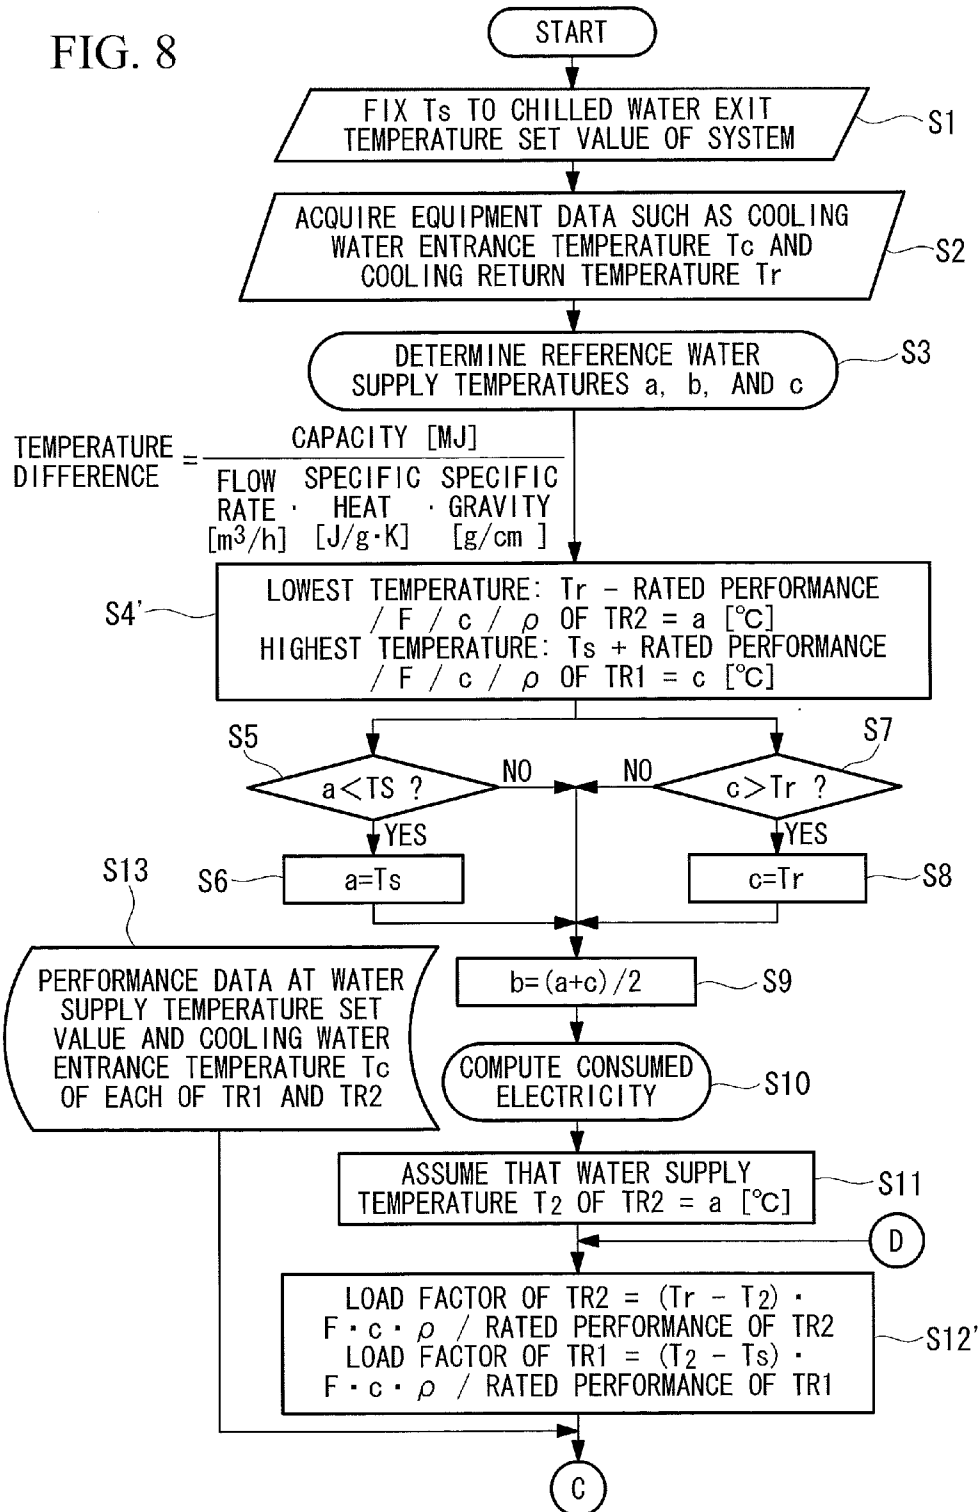 FIG. 8
START
FIX Ts TO CHILLED WATER EXIT
TEMPERATURE SET VALUE OF SYSTEM
S1
ACQUIRE EQUIPMENT DATA SUCH AS COOLING
WATER ENTRANCE TEMPERATURE Tc AND
COOLING RETURN TEMPERATURE Tr
S2
DETERMINE REFERENCE WATER
SUPPLY TEMPERATURES a, b, AND c
S3
TEMPERATURE
DIFFERENCE
=
CAPACITY [MJ]
FLOW SPECIFIC SPECIFIC
RATE · HEAT · GRAVITY
[m³/h] [J/g·K] [g/cm ]
S4'
LOWEST TEMPERATURE: Tr − RATED PERFORMANCE
/ F / c / ρ OF TR2 = a [℃]
HIGHEST TEMPERATURE: Ts + RATED PERFORMANCE
/ F / c / ρ OF TR1 = c [℃]
S5
a<TS ?
NO
YES
S7
c>Tr ?
NO
YES
S6
a=Ts
c=Tr
S8
S13
PERFORMANCE DATA AT WATER
SUPPLY TEMPERATURE SET
VALUE AND COOLING WATER
ENTRANCE TEMPERATURE Tc
OF EACH OF TR1 AND TR2
b=(a+c)/2
S9
COMPUTE CONSUMED
ELECTRICITY
S10
ASSUME THAT WATER SUPPLY
TEMPERATURE T2 OF TR2 = a [℃]
S11
D
LOAD FACTOR OF TR2 = (Tr − T2) ·
F · c · ρ / RATED PERFORMANCE OF TR2
LOAD FACTOR OF TR1 = (T2 − Ts) ·
F · c · ρ / RATED PERFORMANCE OF TR1
S12'
C